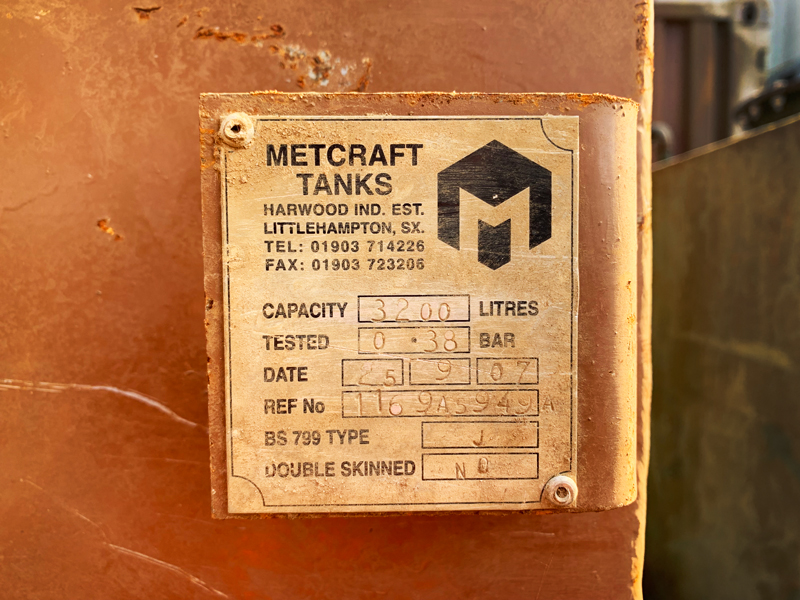 METCRAFT
TANKS
HARWOOD IND. EST.
LITTLEHAMPTON, SX.
TEL: 01903 714226
FAX: 01903 723206
CAPACITY 3200 LITRES
TESTED 0.38 BAR
DATE 25 9 07
REF No 1169A5949A
BS 799 TYPE J
DOUBLE SKINNED NO